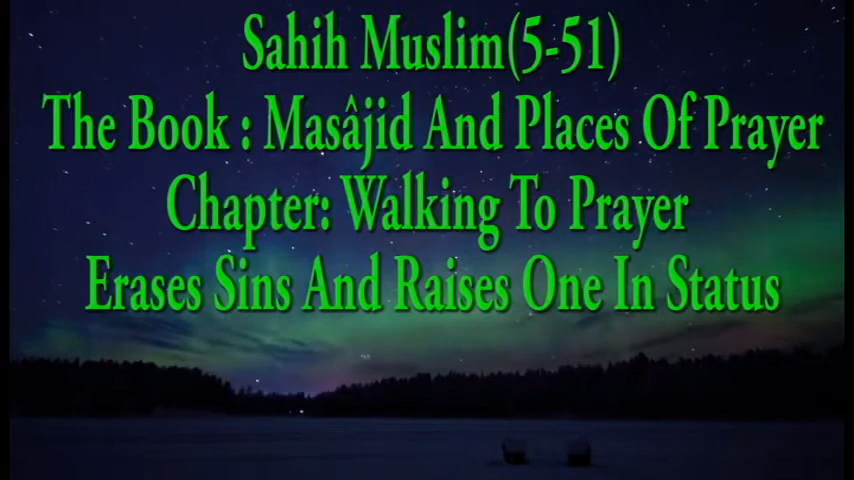 Sahih Muslim(5-51)
The Book : Masâjid And Places Of Prayer
Chapter: Walking To Prayer
Erases Sins And Raises One In Status